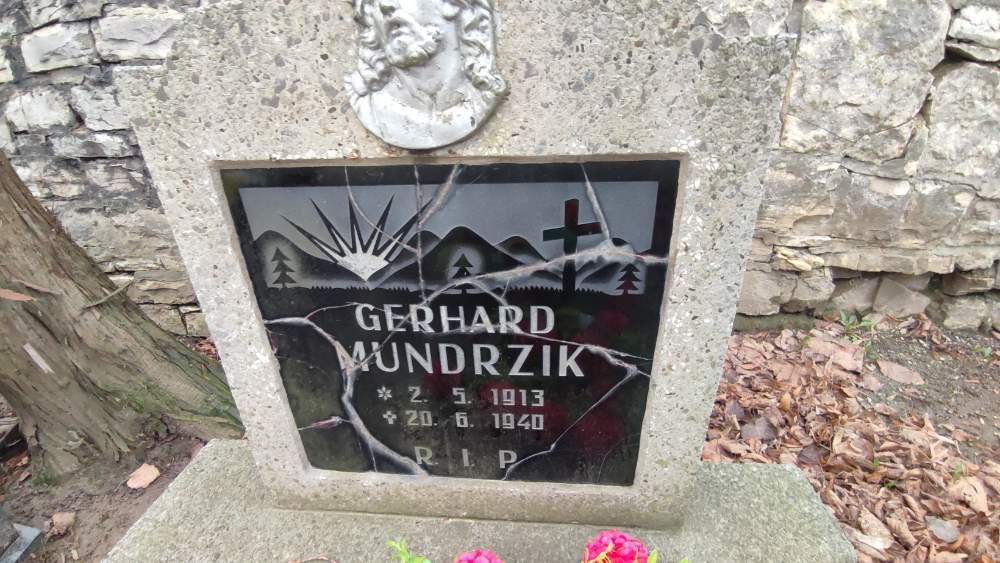 GERHARD
MUNDRZIK
* 2. 5. 1913
✢ 20. 6. 1940
R I P